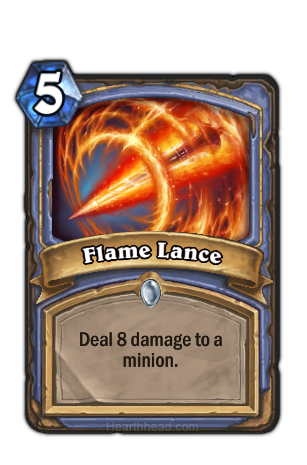 5
Flame Lance
Deal 8 damage to a
minion.
Hearthhead.com